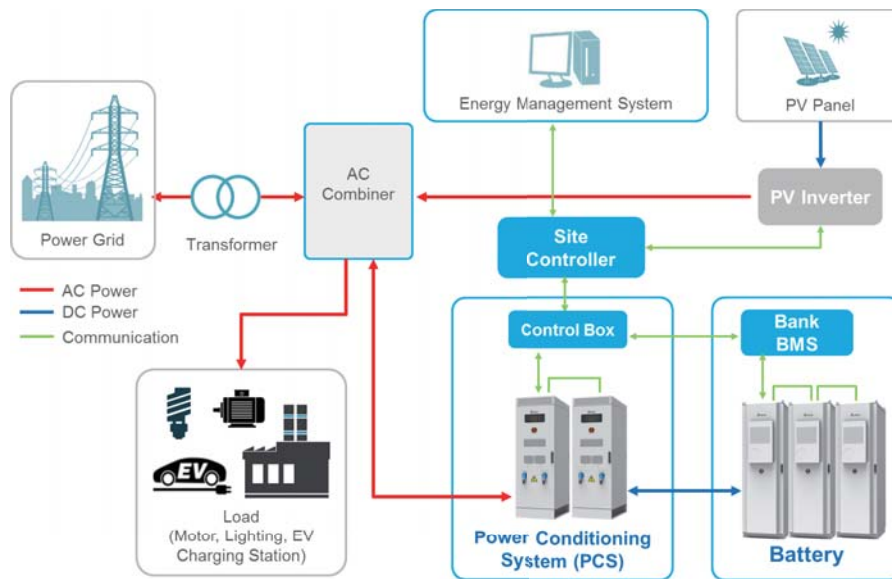 Energy Management System
PV Panel
AC
Combiner
PV Inverter
Power Grid
Transformer
Site
Controller
AC Power
DC Power
Communication
Control Box
Bank
BMS
EV
Load
(Motor, Lighting, EV
Charging Station)
Power Conditioning
System (PCS)
Battery